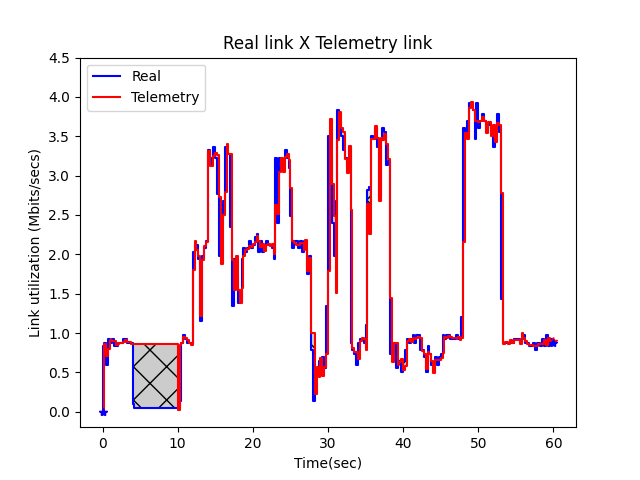 Real link X Telemetry link
Real
Telemetry
Link utilization (Mbits/secs)
4.5
4.0
3.5
3.0
2.5
2.0
1.5
1.0
0.5
0.0
0 10 20 30 40 50 60
Time(sec)